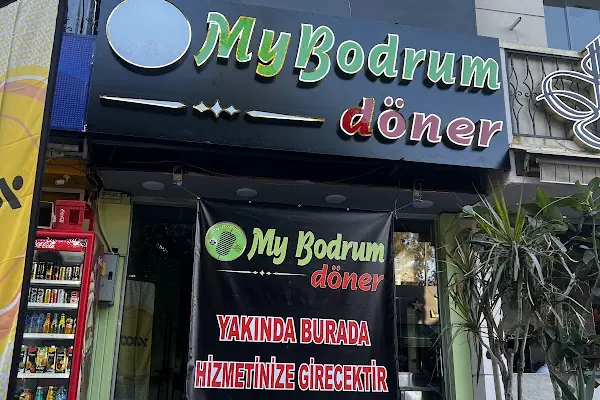 My Bodrum
döner
My Bodrum
döner
YAKINDA BURADA
HİZMETİNİZE GİRECEKTİR